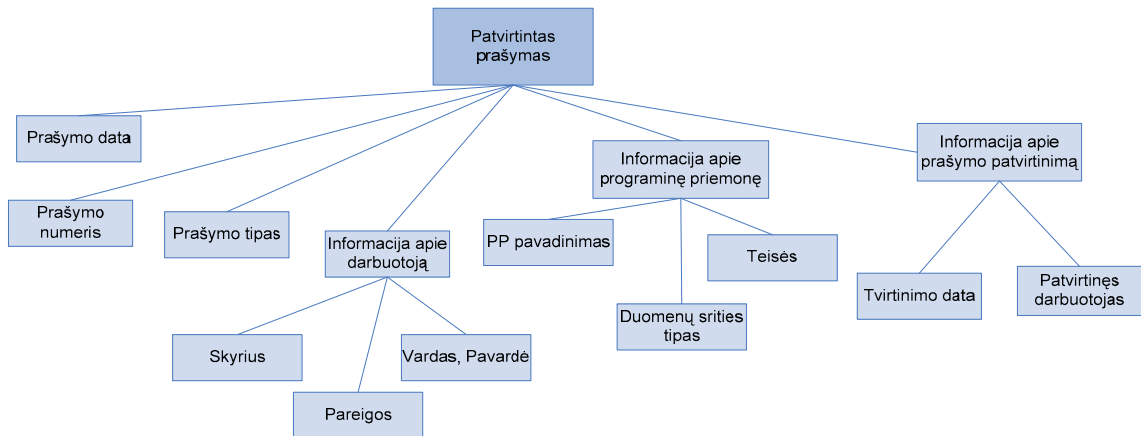 Patvirtintas
prašymas
Prašymo data
Prašymo
numeris
Prašymo tipas
Informacija apie
darbuotoją
Skyrius
Pareigos
Vardas, Pavardė
Informacija apie
programinę priemonę
PP pavadinimas
Duomenų srities
tipas
Teisės
Informacija apie
prašymo patvirtinimą
Tvirtinimo data
Patvirtinęs
darbuotojas